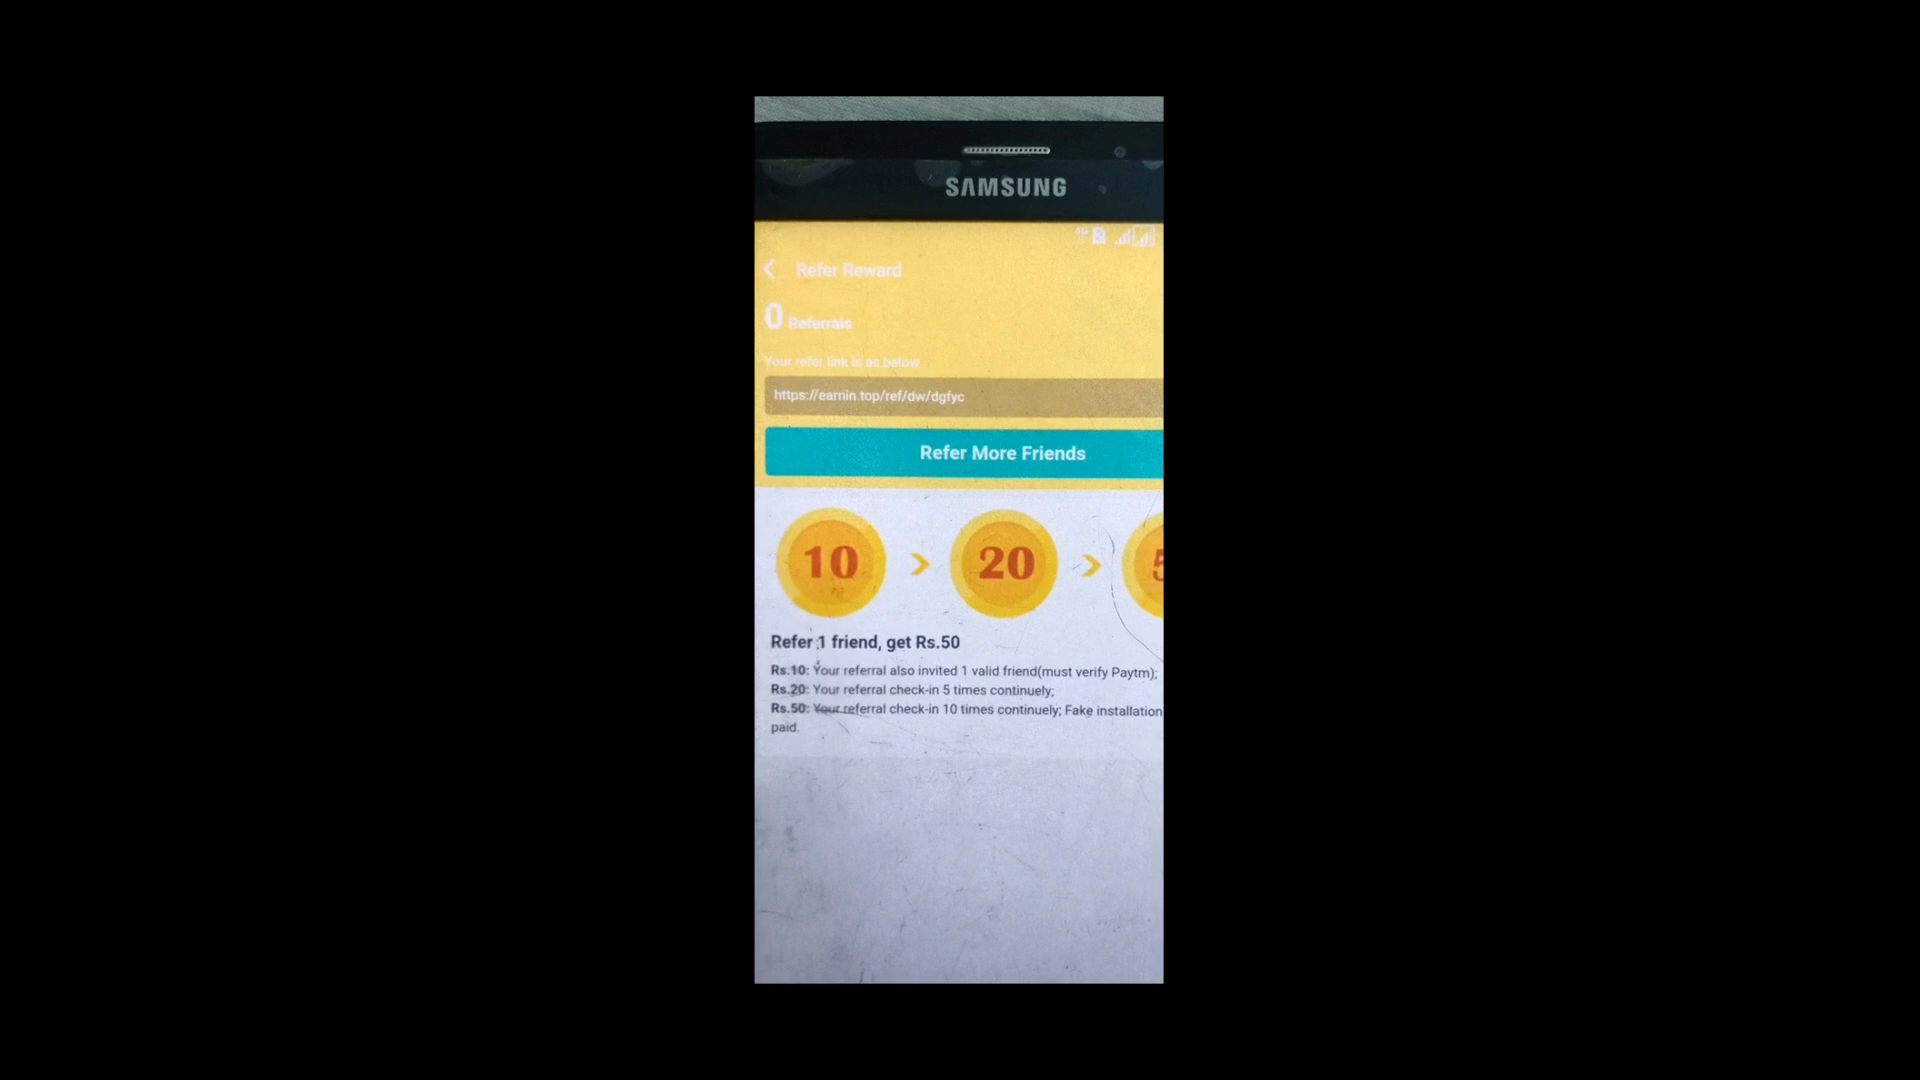 SAMSUNG
4G 2
Refer Reward
0 Referrals
Your refer link is as below
https://earnin.top/ref/dw/dgfyc
Refer More Friends
10 > 20 > 5
Refer 1 friend, get Rs.50
Rs.10: Your referral also invited 1 valid friend(must verify Paytm);
Rs.20: Your referral check-in 5 times continuely;
Rs.50: Your referral check-in 10 times continuely; Fake installation
paid.